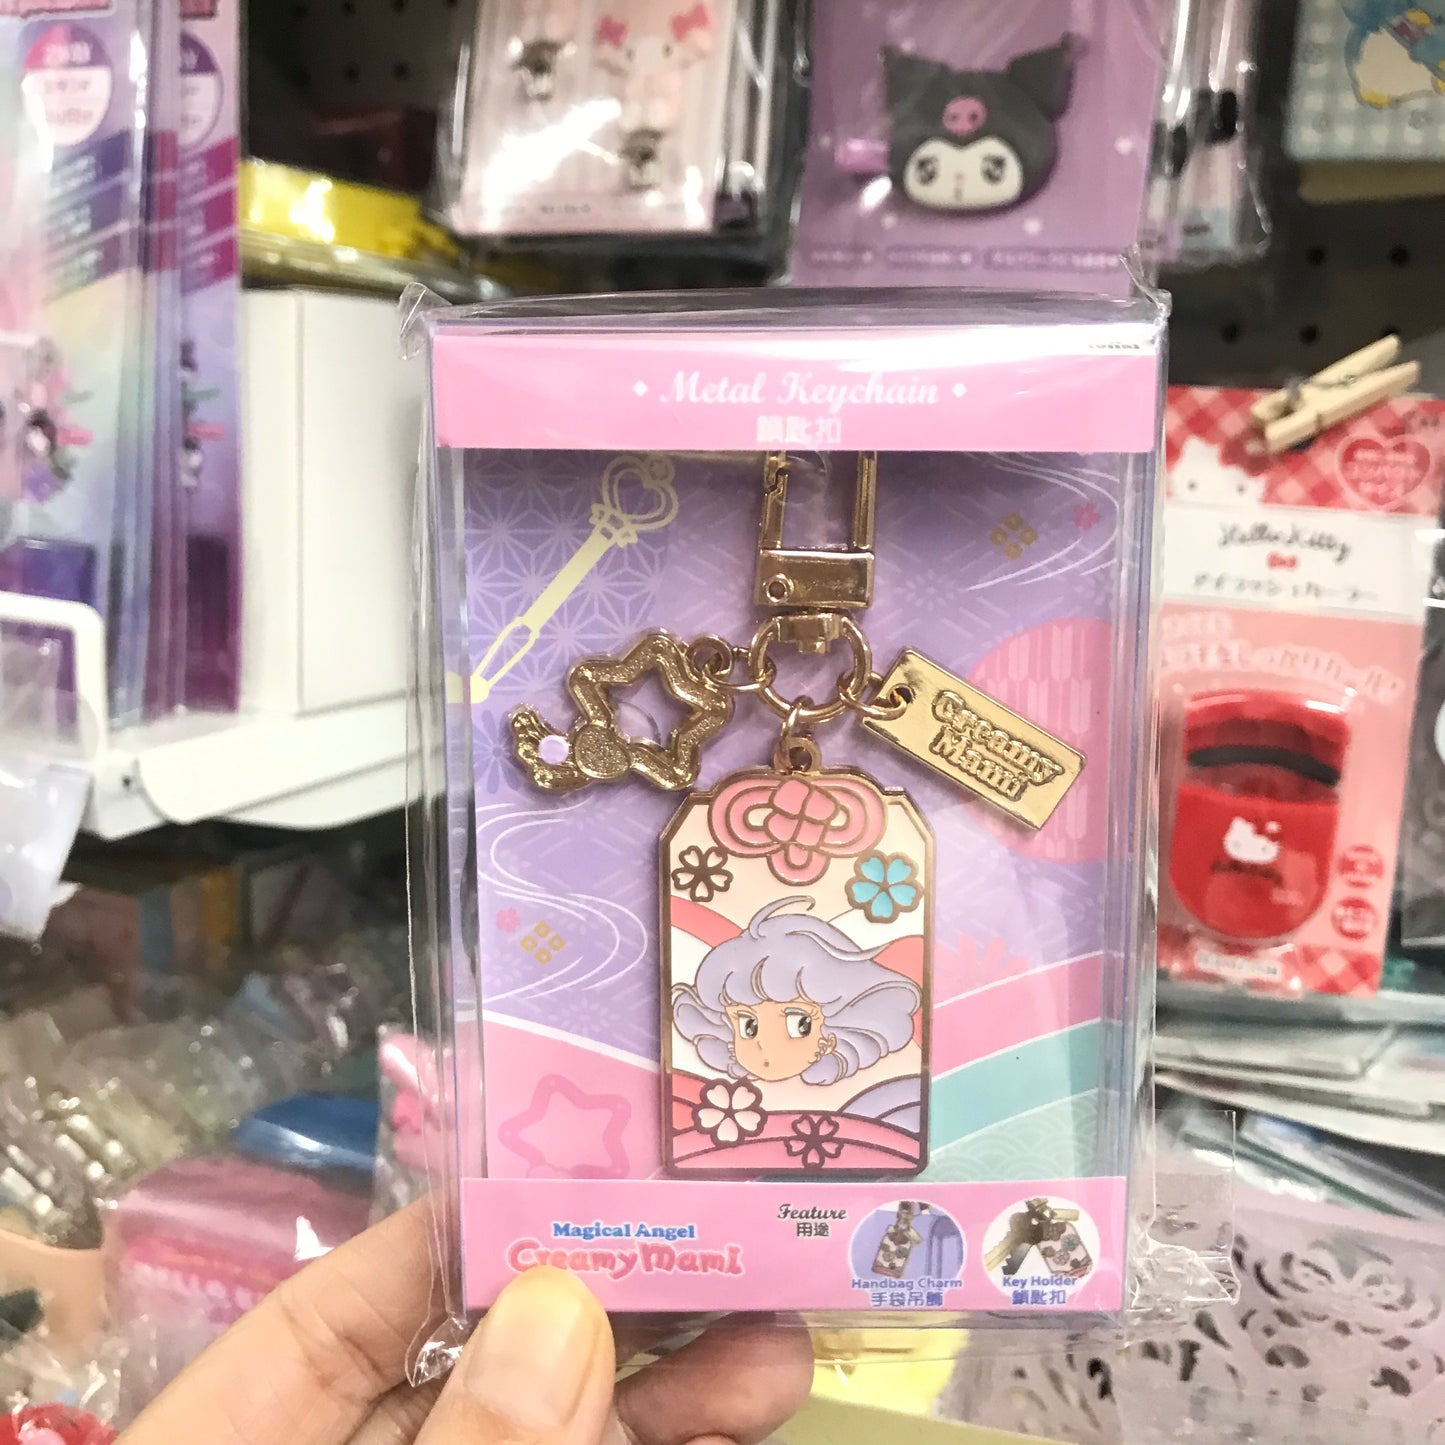 Metal Keychain
鎖匙扣
Creamy
Mami
Magical Angel
Creamy Mami
Feature
用途
Handbag Charm
手袋吊飾
Key Holder
鎖匙扣
Hello Kitty